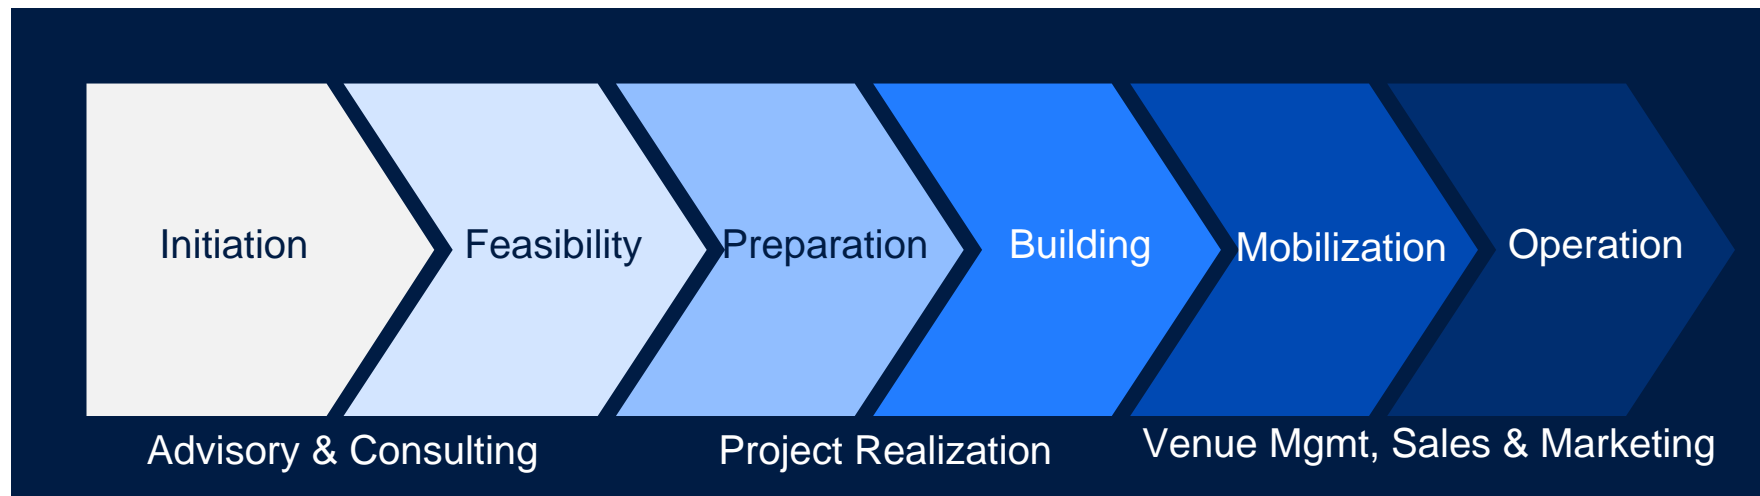 Initiation
Feasibility
Preparation
Building
Mobilization
Operation
Advisory & Consulting
Project Realization
Venue Mgmt, Sales & Marketing